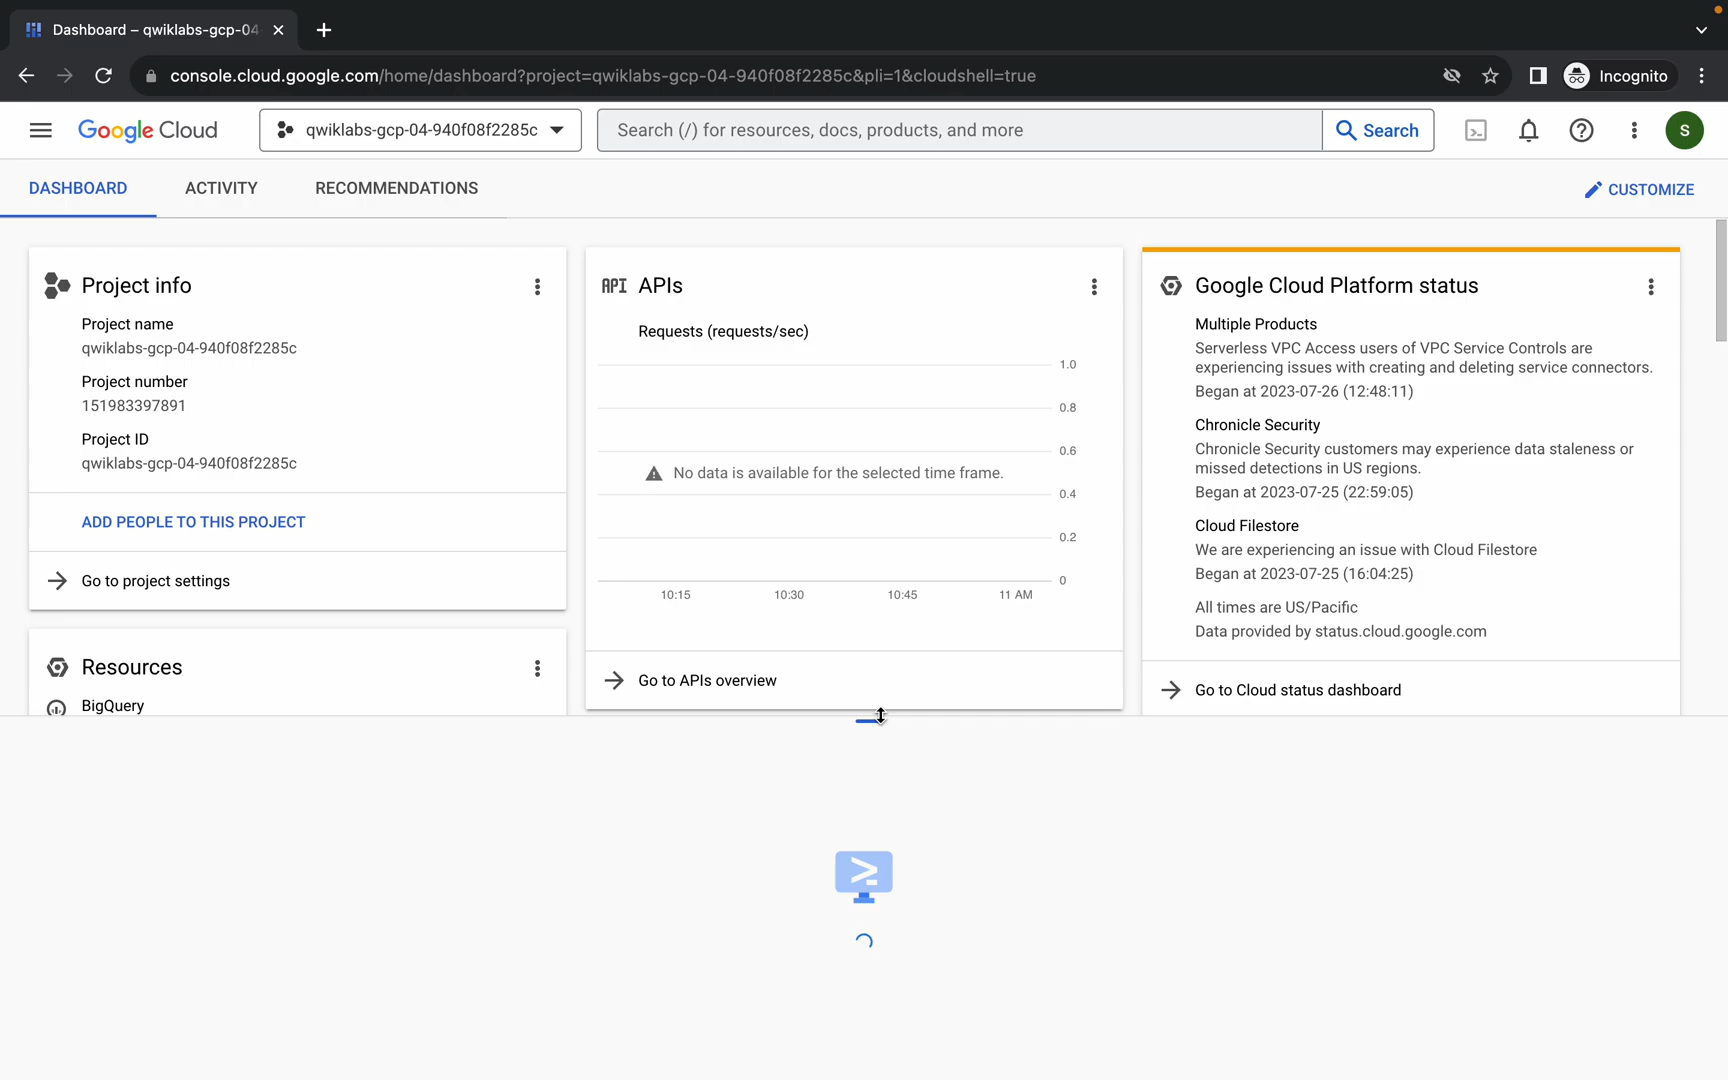 Dashboard – qwiklabs-gcp-04
console.cloud.google.com/home/dashboard?project=qwiklabs-gcp-04-940f08f2285c&pli=1&cloudshell=true
Incognito
Google Cloud
qwiklabs-gcp-04-940f08f2285c
Search (/) for resources, docs, products, and more
Search
S
DASHBOARD
ACTIVITY
RECOMMENDATIONS
CUSTOMIZE
Project info
Project name
qwiklabs-gcp-04-940f08f2285c
Project number
151983397891
Project ID
qwiklabs-gcp-04-940f08f2285c
ADD PEOPLE TO THIS PROJECT
Go to project settings
Resources
BigQuery
API APIs
Requests (requests/sec)
1.0
0.8
0.6
No data is available for the selected time frame.
0.4
0.2
0
10:15
10:30
10:45
11 AM
Go to APIs overview
Google Cloud Platform status
Multiple Products
Serverless VPC Access users of VPC Service Controls are
experiencing issues with creating and deleting service connectors.
Began at 2023-07-26 (12:48:11)
Chronicle Security
Chronicle Security customers may experience data staleness or
missed detections in US regions.
Began at 2023-07-25 (22:59:05)
Cloud Filestore
We are experiencing an issue with Cloud Filestore
Began at 2023-07-25 (16:04:25)
All times are US/Pacific
Data provided by status.cloud.google.com
Go to Cloud status dashboard